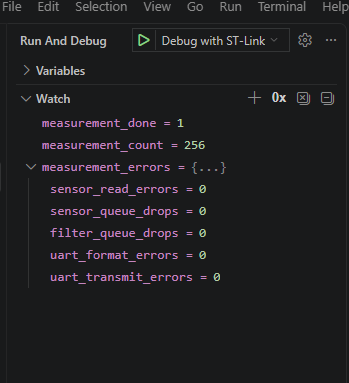 File Edit Selection View Go Run Terminal Help
Run And Debug Debug with ST-Link
Variables
Watch 0x
measurement_done = 1
measurement_count = 256
measurement_errors = {...}
sensor_read_errors = 0
sensor_queue_drops = 0
filter_queue_drops = 0
uart_format_errors = 0
uart_transmit_errors = 0